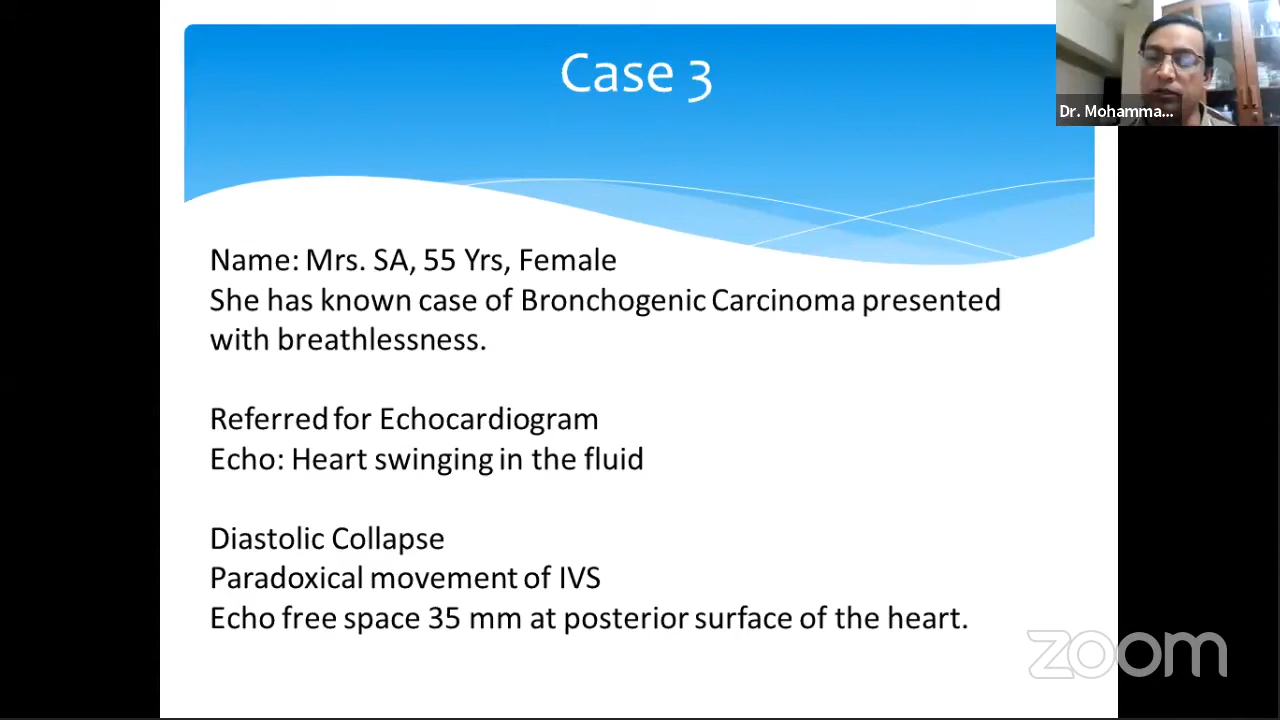 Case 3
Dr. Mohamma...
Name: Mrs. SA, 55 Yrs, Female
She has known case of Bronchogenic Carcinoma presented
with breathlessness.
Referred for Echocardiogram
Echo: Heart swinging in the fluid
Diastolic Collapse
Paradoxical movement of IVS
Echo free space 35 mm at posterior surface of the heart.
zoom